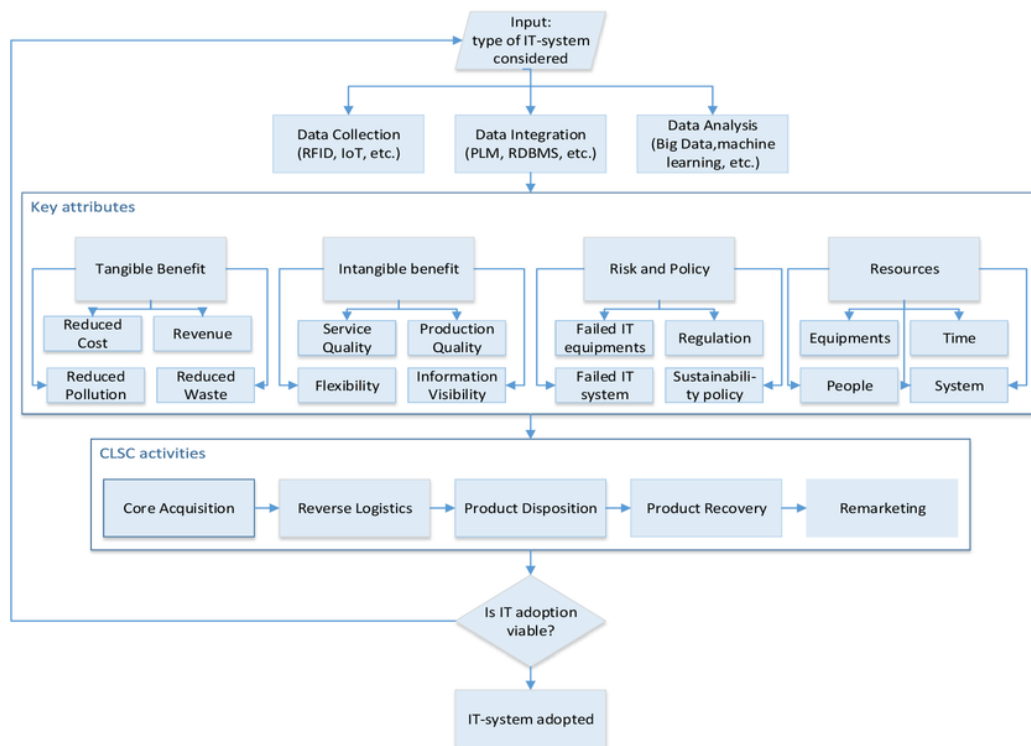 Input:
type of IT-system
considered
Data Collection
(RFID, IoT, etc.)
Data Integration
(PLM, RDBMS, etc.)
Data Analysis
(Big Data,machine
learning, etc.)
Key attributes
Tangible Benefit
Intangible benefit
Risk and Policy
Resources
Reduced
Cost
Revenue
Service
Quality
Production
Quality
Failed IT
equipments
Regulation
Equipments
Time
Reduced
Pollution
Reduced
Waste
Flexibility
Information
Visibility
Failed IT
system
Sustainabili-
ty policy
People
System
CLSC activities
Core Acquisition
Reverse Logistics
Product Disposition
Product Recovery
Remarketing
Is IT adoption
viable?
IT-system adopted